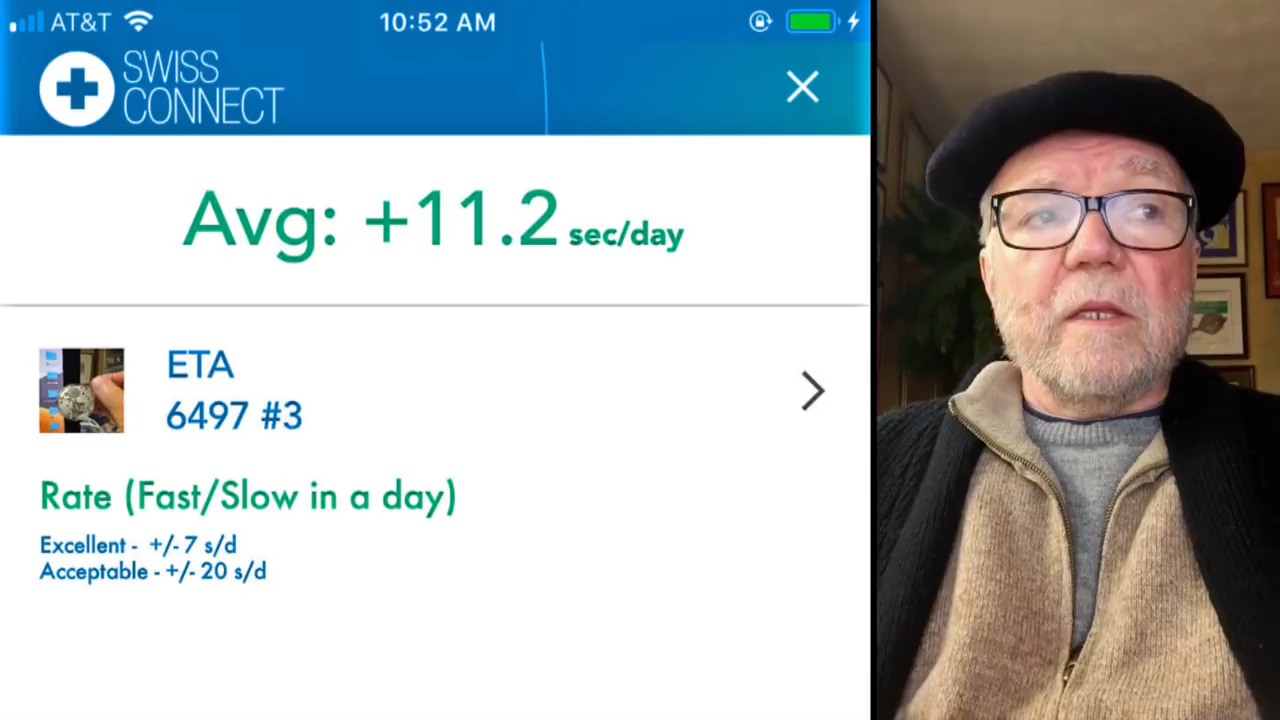 AT&T
10:52 AM
SWISS
CONNECT
Avg: +11.2 sec/day
ETA
6497 #3
Rate (Fast/Slow in a day)
Excellent - +/- 7 s/d
Acceptable - +/- 20 s/d